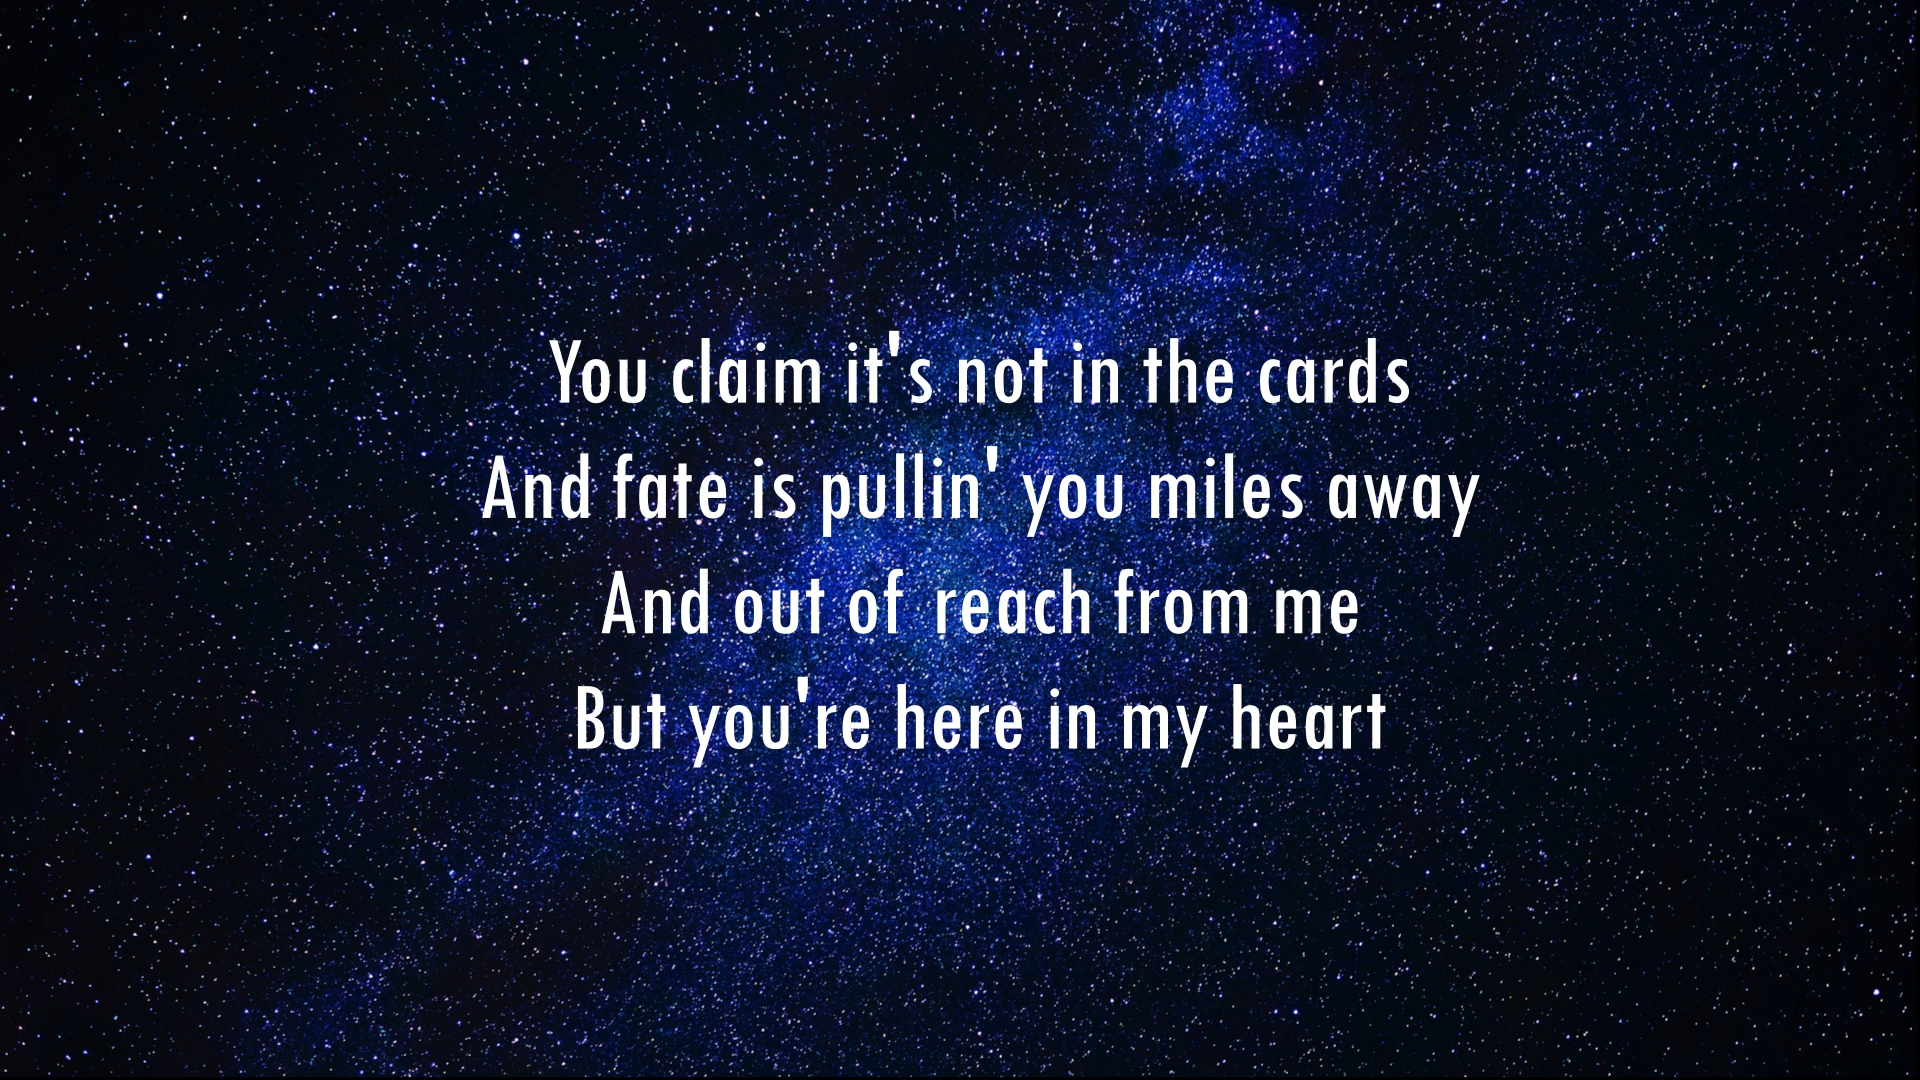 You claim it's not in the cards
And fate is pullin' you miles away
And out of reach from me
But you're here in my heart